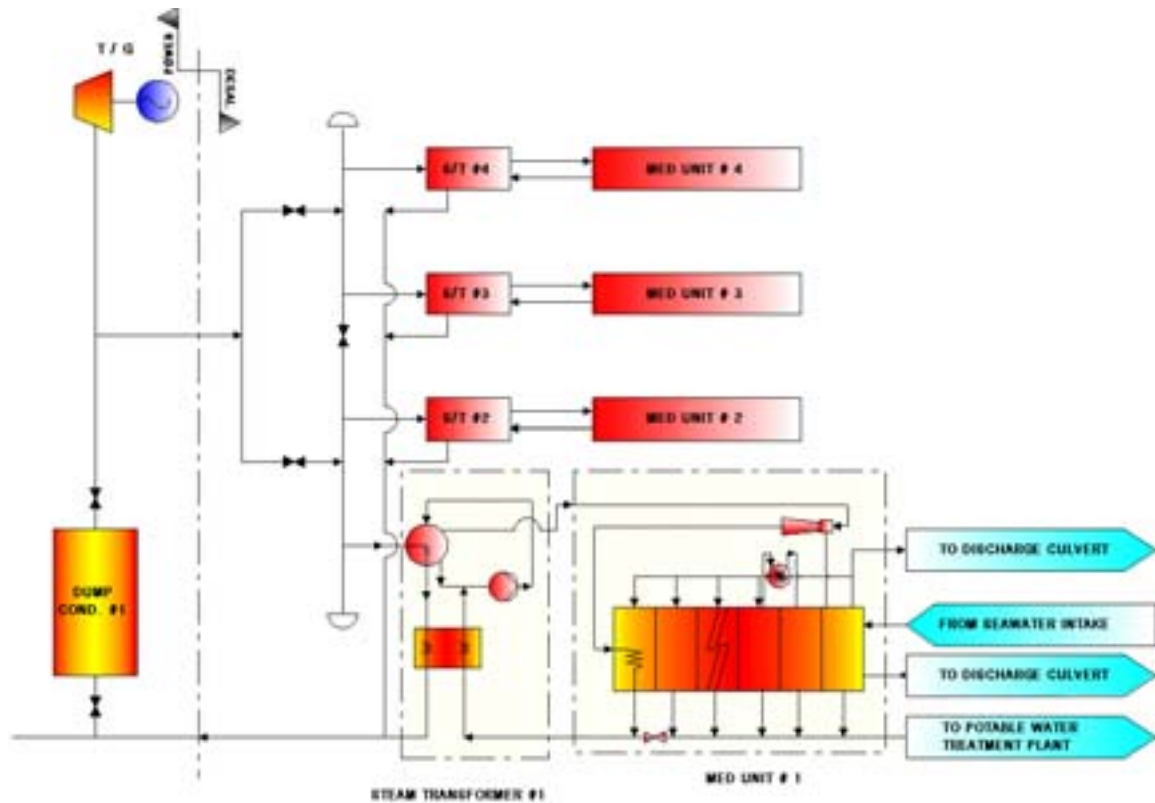 T / G
POWER
DESAL
S/T #4
MED UNIT # 4
S/T #3
MED UNIT # 3
S/T #2
MED UNIT # 2
DUMP
COND. #1
TO DISCHARGE CULVERT
FROM SEAWATER INTAKE
TO DISCHARGE CULVERT
TO POTABLE WATER
TREATMENT PLANT
MED UNIT # 1
STEAM TRANSFORMER #1